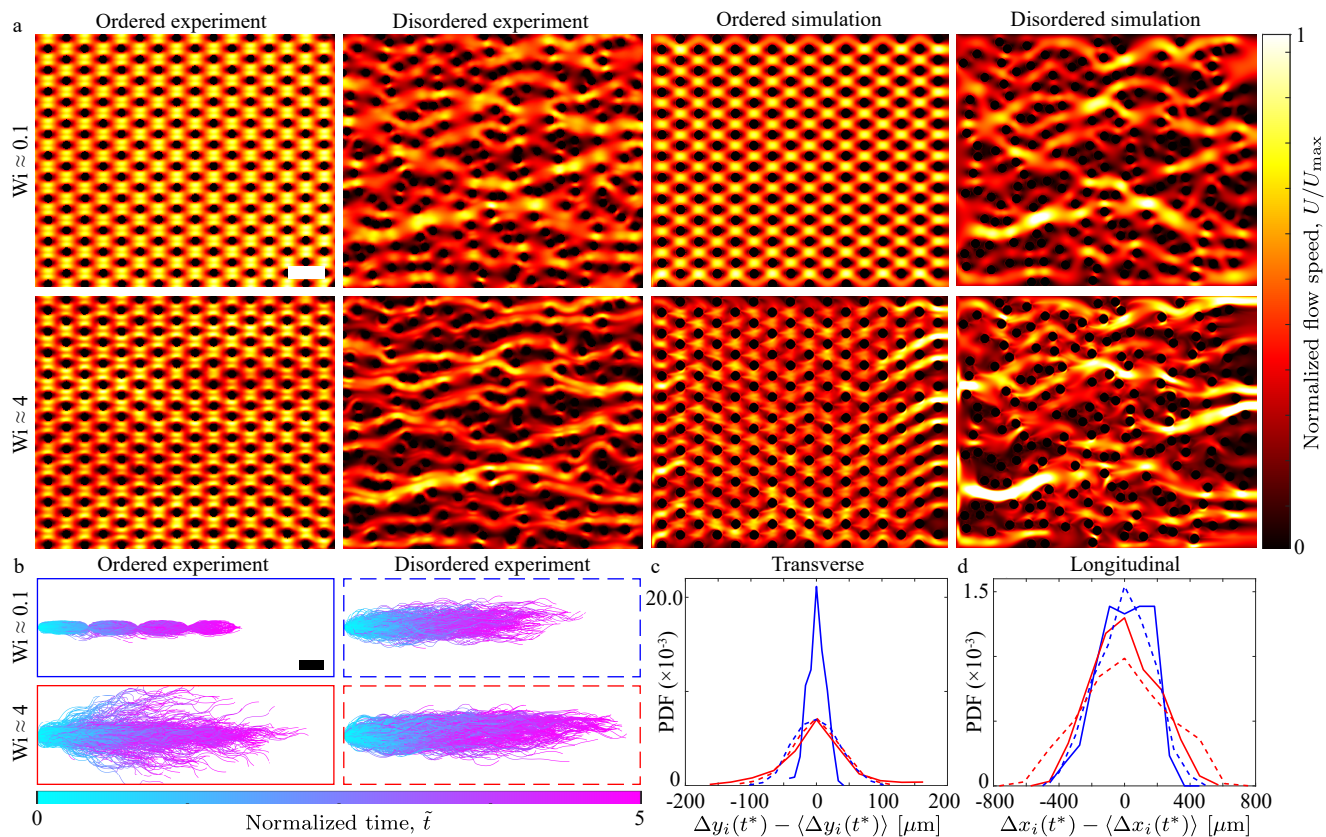 a
Ordered experiment
Disordered experiment
Ordered simulation
Disordered simulation
Wi ≈ 0.1
Wi ≈ 4
1
Normalized flow speed, U/U_max
0
b
Ordered experiment
Disordered experiment
Wi ≈ 0.1
Wi ≈ 4
0
Normalized time, t̃
5
c
Transverse
20.0
PDF (×10⁻³)
0
-200 -100 0 100 200
Δy_i(t*) − ⟨Δy_i(t*)⟩ [μm]
d
Longitudinal
1.5
PDF (×10⁻³)
0
-800 -400 0 400 800
Δx_i(t*) − ⟨Δx_i(t*)⟩ [μm]